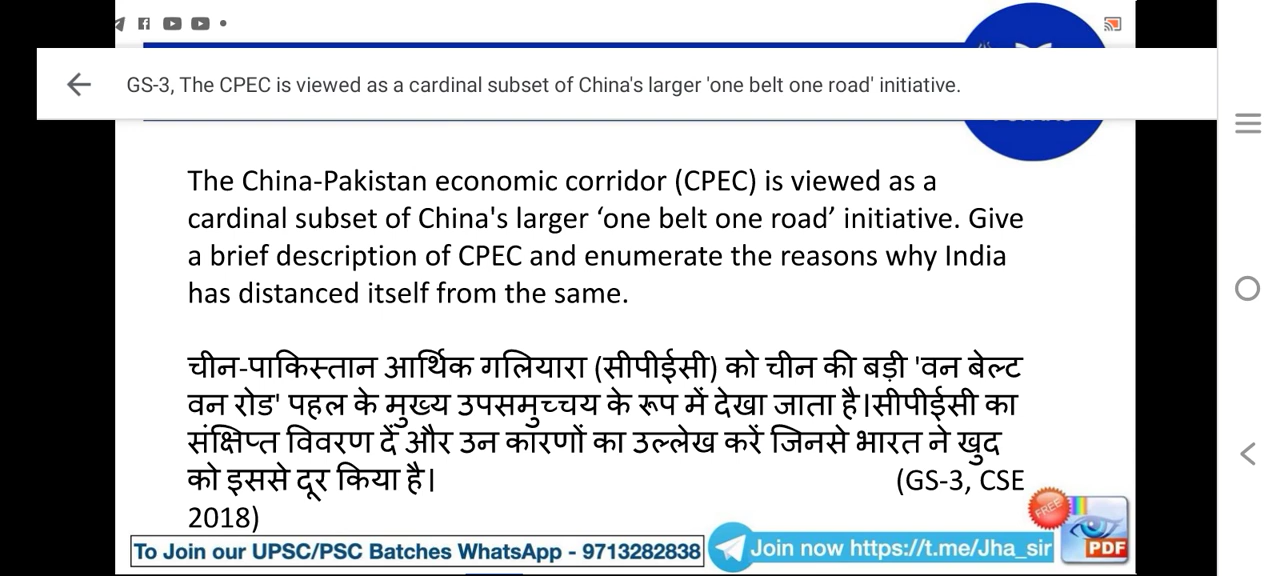 GS-3, The CPEC is viewed as a cardinal subset of China's larger 'one belt one road' initiative.
The China-Pakistan economic corridor (CPEC) is viewed as a
cardinal subset of China's larger ‘one belt one road’ initiative. Give
a brief description of CPEC and enumerate the reasons why India
has distanced itself from the same.
चीन-पाकिस्तान आर्थिक गलियारा (सीपीईसी) को चीन की बड़ी 'वन बेल्ट
वन रोड' पहल के मुख्य उपसमुच्चय के रूप में देखा जाता है।सीपीईसी का
संक्षिप्त विवरण दें और उन कारणों का उल्लेख करें जिनसे भारत ने खुद
को इससे दूर किया है। (GS-3, CSE
2018)
To Join our UPSC/PSC Batches WhatsApp - 9713282838
Join now https://t.me/Jha_sir
FREE
PDF